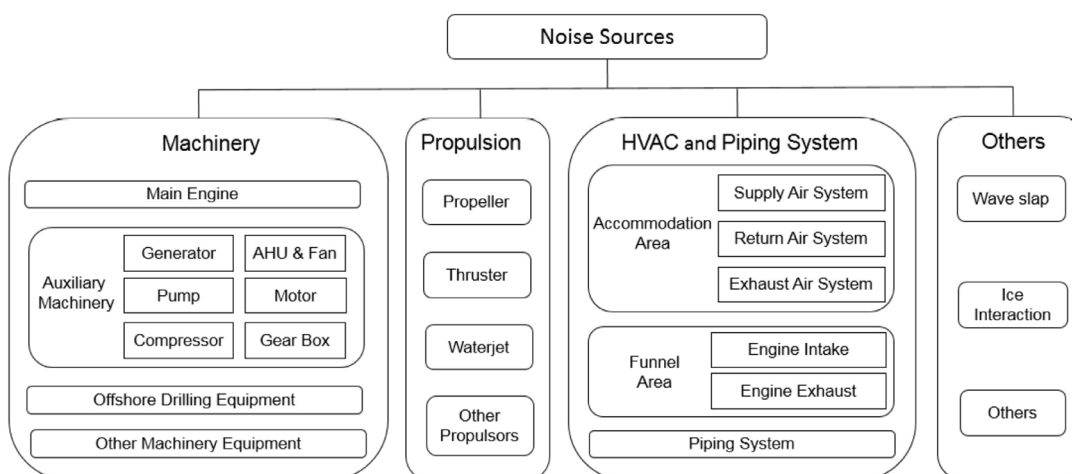 Noise Sources
Machinery
Main Engine
Auxiliary
Machinery
Generator
AHU & Fan
Pump
Motor
Compressor
Gear Box
Offshore Drilling Equipment
Other Machinery Equipment
Propulsion
Propeller
Thruster
Waterjet
Other
Propulsors
HVAC and Piping System
Accommodation
Area
Supply Air System
Return Air System
Exhaust Air System
Funnel
Area
Engine Intake
Engine Exhaust
Piping System
Others
Wave slap
Ice
Interaction
Others